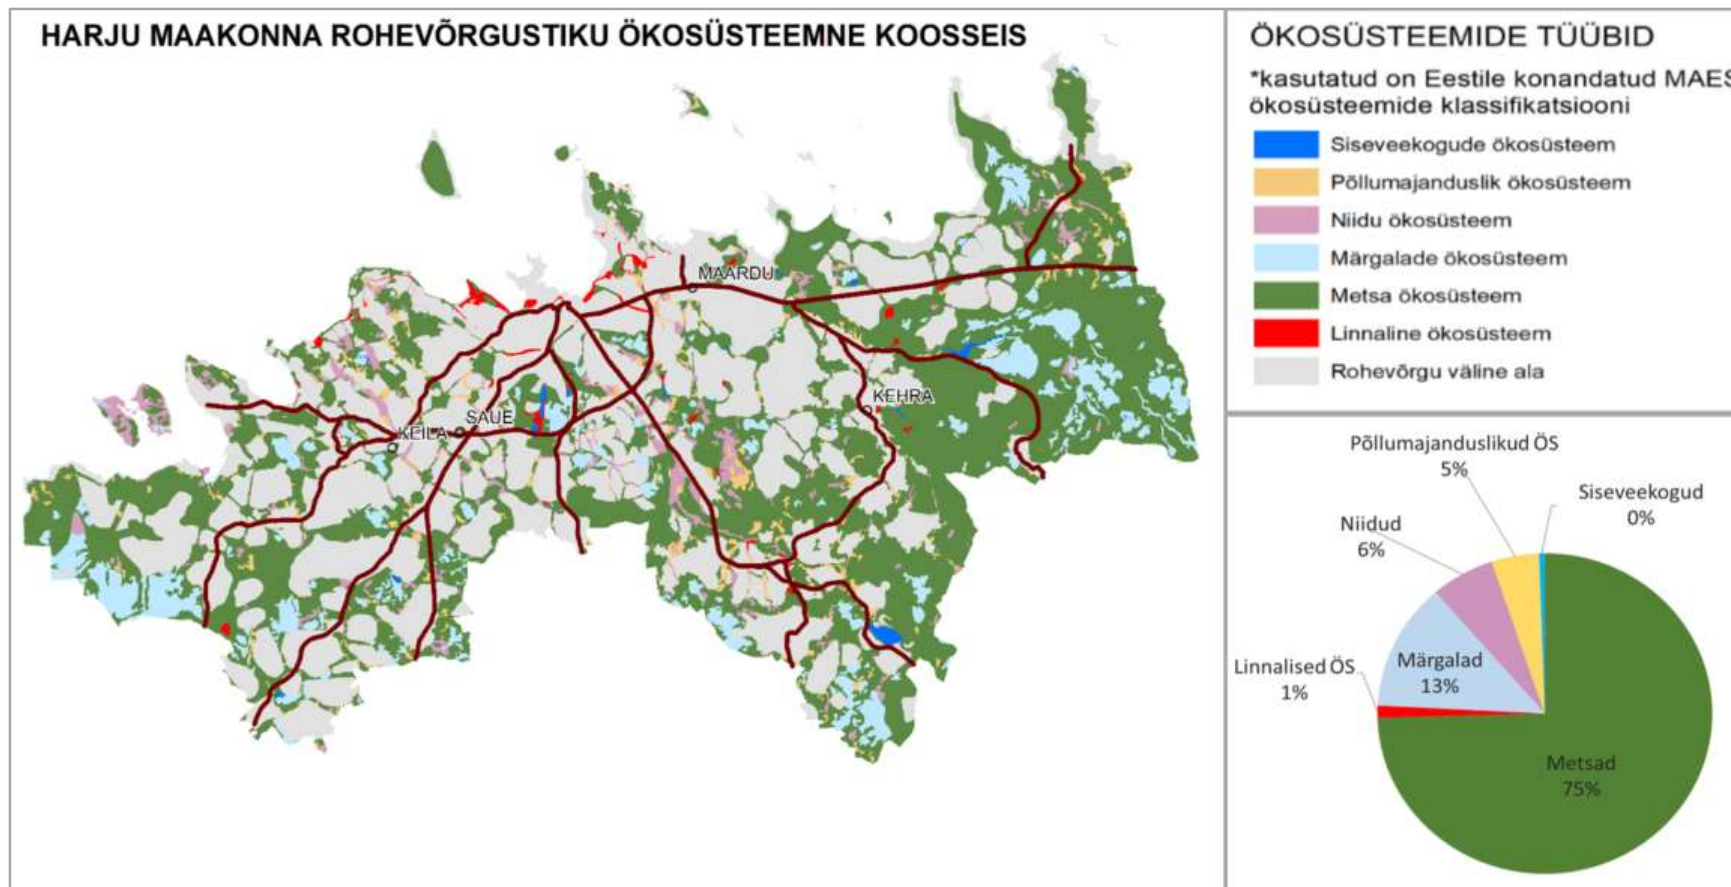 HARJU MAAKONNA ROHEVÕRGUSTIKU ÖKOSÜSTEEMNE KOOSSEIS
MAARDU
KEHRA
SAUE
KEILA
ÖKOSÜSTEEMIDE TÜÜBID
*kasutatud on Eestile konandatud MAES
ökosüsteemide klassifikatsiooni
Siseveekogude ökosüsteem
Põllumajanduslik ökosüsteem
Niidu ökosüsteem
Märgalade ökosüsteem
Metsa ökosüsteem
Linnaline ökosüsteem
Rohevõrgu väline ala
Põllumajanduslikud ÖS
5%
Siseveekogud
0%
Niidud
6%
Märgalad
13%
Linnalised ÖS
1%
Metsad
75%